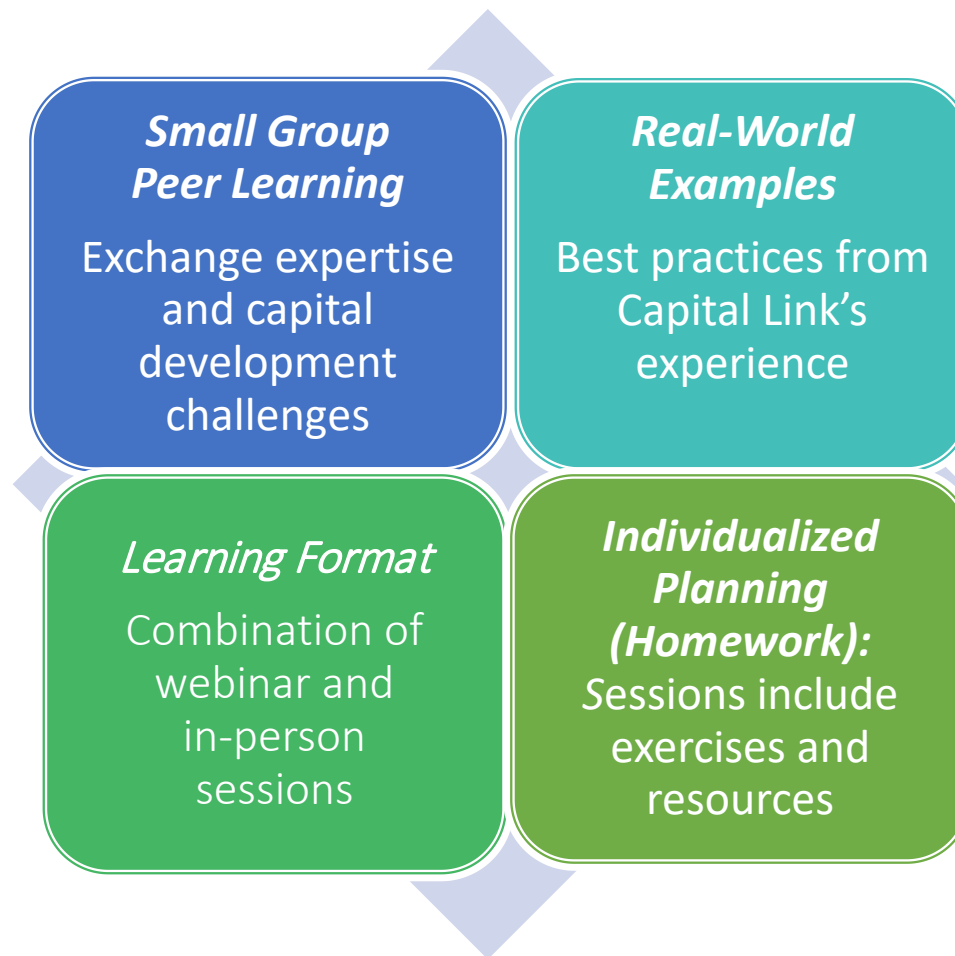 Small Group
Peer Learning
Exchange expertise
and capital
development
challenges
Real-World
Examples
Best practices from
Capital Link’s
experience
Learning Format
Combination of
webinar and
in-person
sessions
Individualized
Planning
(Homework):
Sessions include
exercises and
resources